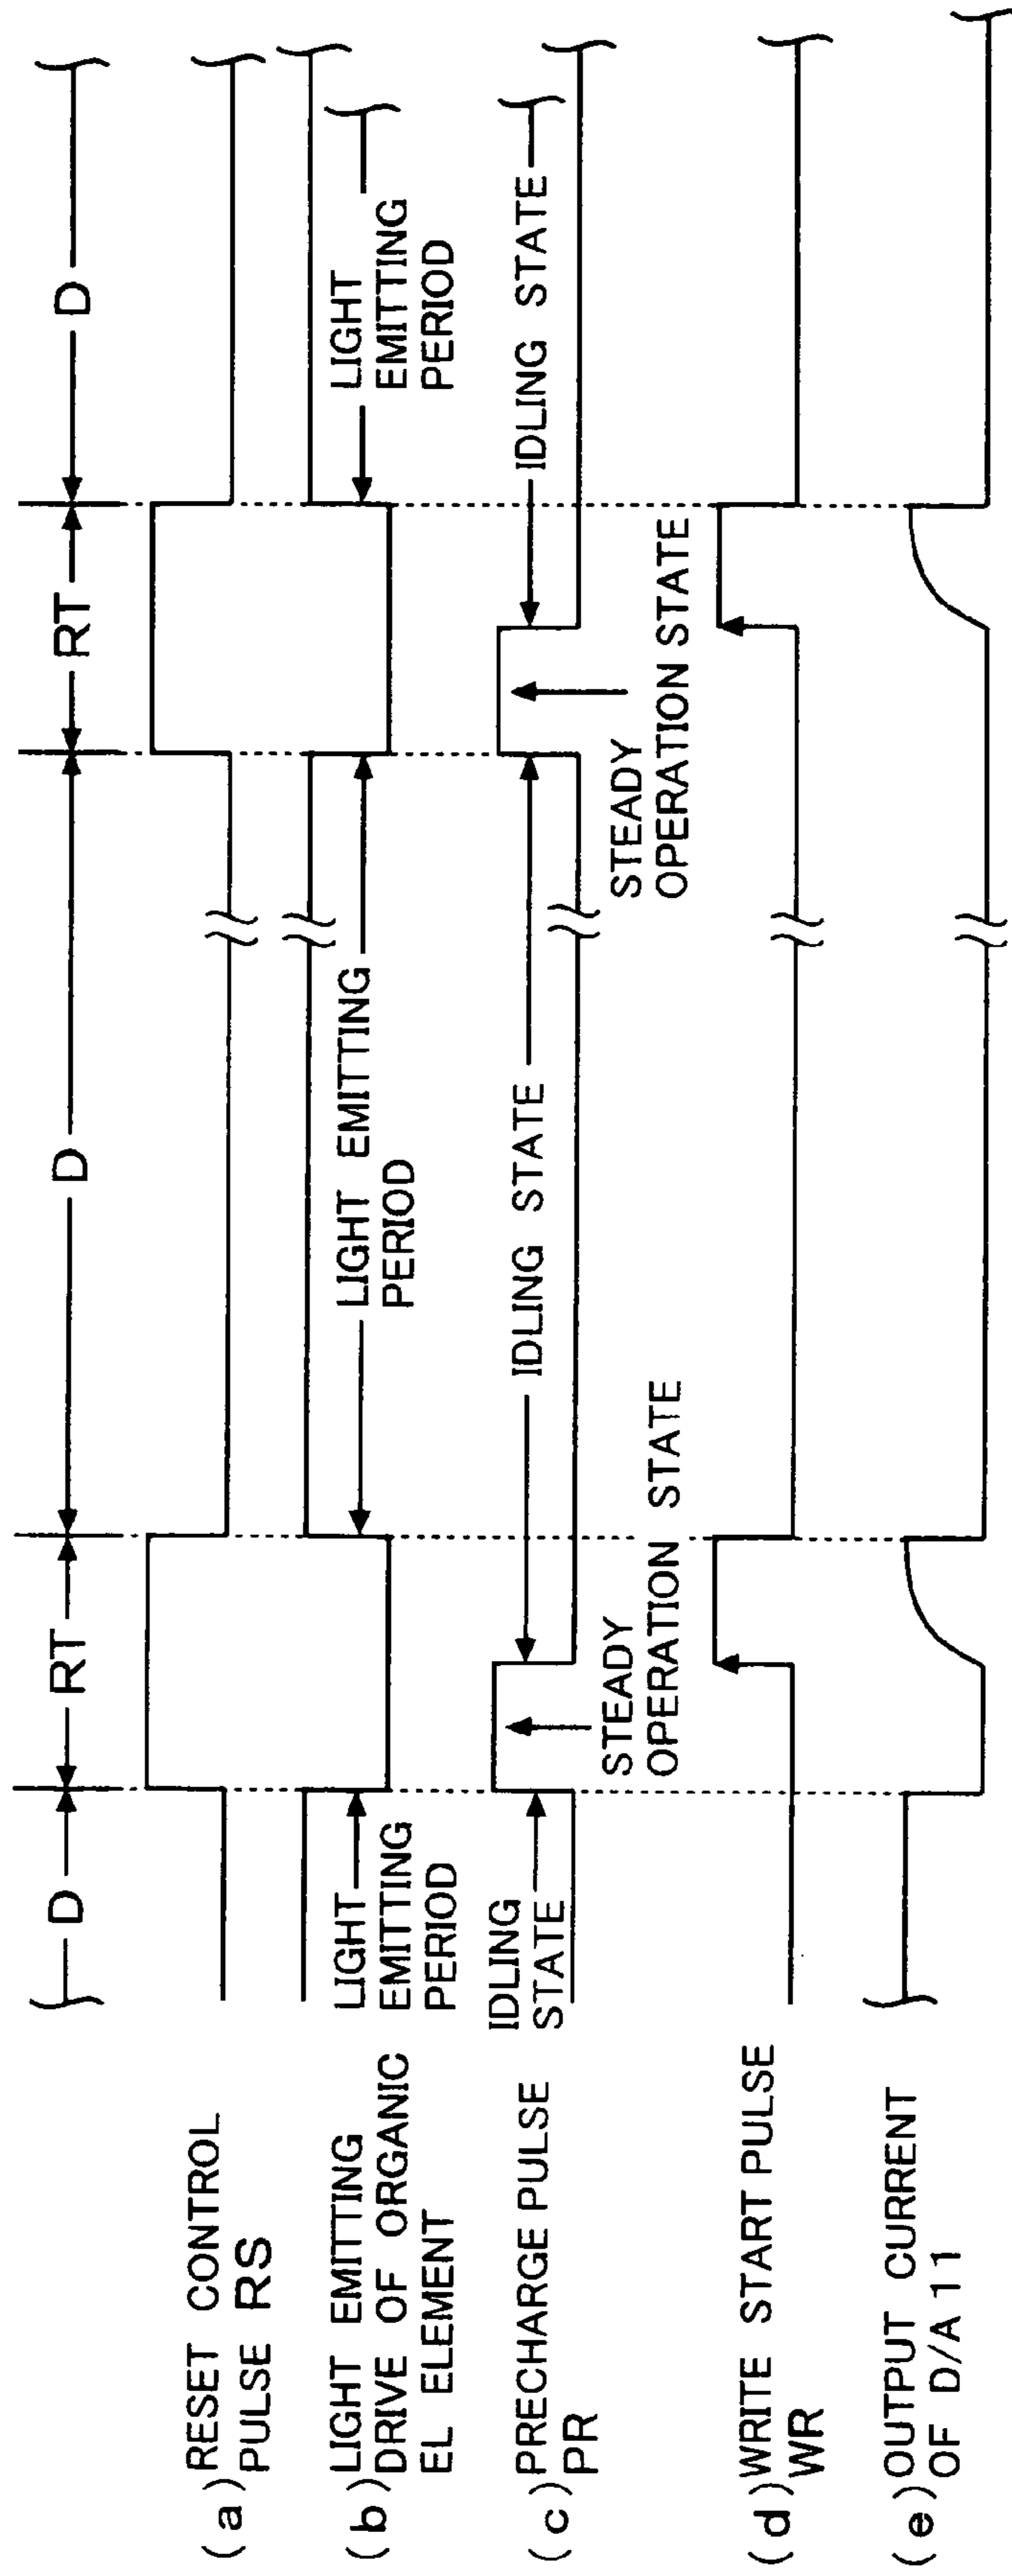 D
RT
D
RT
D
(a) RESET CONTROL
PULSE RS
(b) LIGHT EMITTING
DRIVE OF ORGANIC
EL ELEMENT
LIGHT
EMITTING
PERIOD
LIGHT EMITTING
PERIOD
LIGHT
EMITTING
PERIOD
(c) PRECHARGE PULSE
PR
IDLING
STATE
IDLING STATE
IDLING STATE
STEADY
OPERATION STATE
STEADY
OPERATION STATE
(d) WRITE START PULSE
WR
(e) OUTPUT CURRENT
OF D/A 11